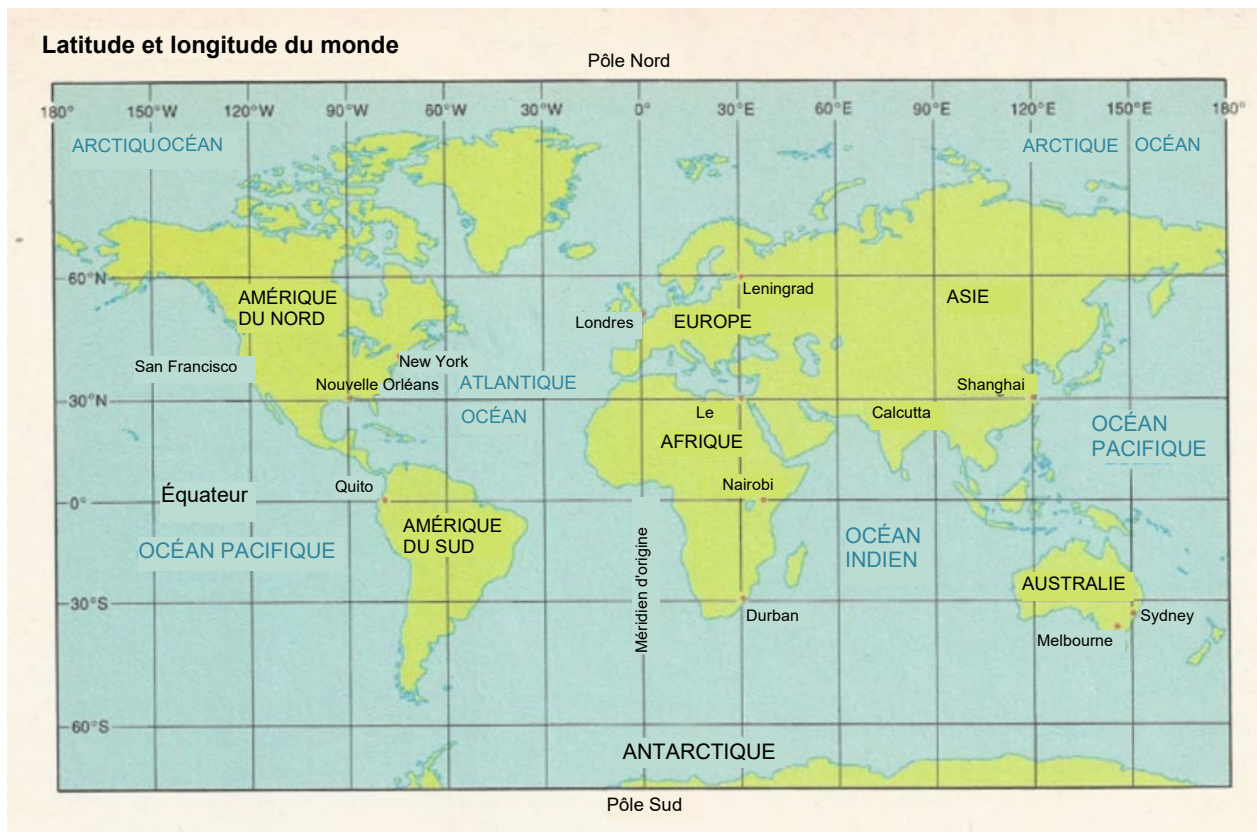 Latitude et longitude du monde
Pôle Nord
180° 150°W 120°W 90°W 60°W 30°W 0° 30°E 60°E 90°E 120°E 150°E 180°
ARCTIQUOCÉAN
ARCTIQUE OCÉAN
60°N
Leningrad
AMÉRIQUE
DU NORD
ASIE
Londres
EUROPE
New York
San Francisco
Nouvelle Orléans
ATLANTIQUE
OCÉAN
Shanghai
30°N
Le
Calcutta
AFRIQUE
OCÉAN
PACIFIQUE
Quito
Nairobi
Équateur
0°
AMÉRIQUE
DU SUD
OCÉAN PACIFIQUE
Méridien d'origine
OCÉAN
INDIEN
AUSTRALIE
30°S
Durban
Sydney
Melbourne
60°S
ANTARCTIQUE
Pôle Sud